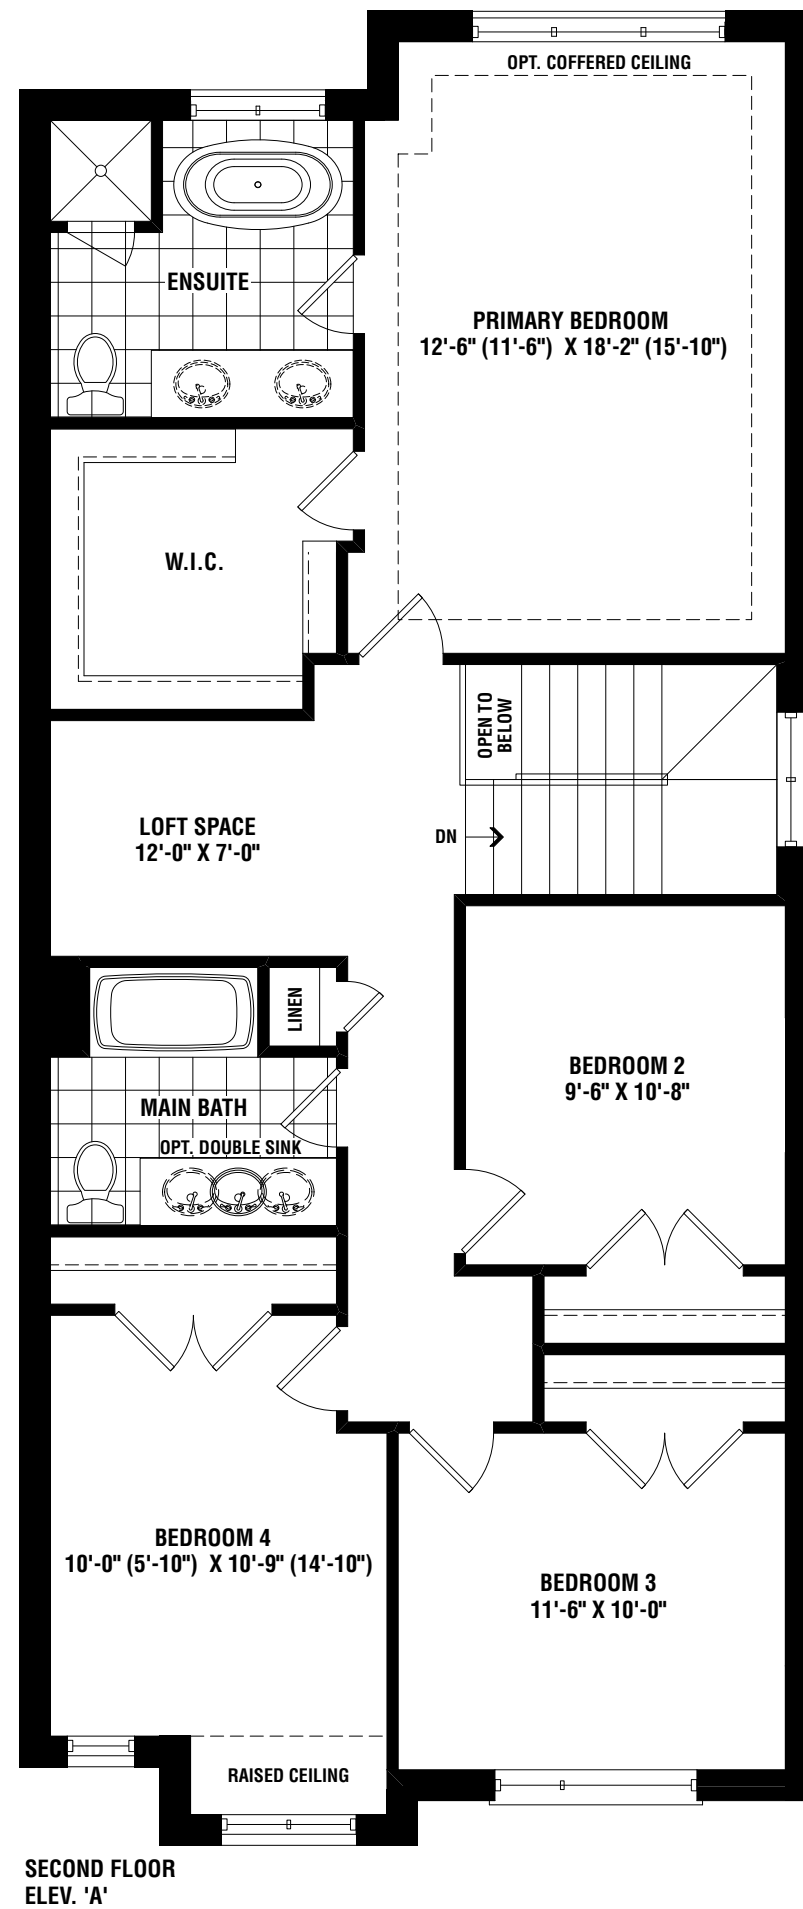 OPT. COFFERED CEILING
ENSUITE
PRIMARY BEDROOM
12'-6" (11'-6") X 18'-2" (15'-10")
W.I.C.
OPEN TO
BELOW
LOFT SPACE
12'-0" X 7'-0"
DN
LINEN
BEDROOM 2
9'-6" X 10'-8"
MAIN BATH
OPT. DOUBLE SINK
BEDROOM 4
10'-0" (5'-10") X 10'-9" (14'-10")
BEDROOM 3
11'-6" X 10'-0"
RAISED CEILING
SECOND FLOOR
ELEV. 'A'